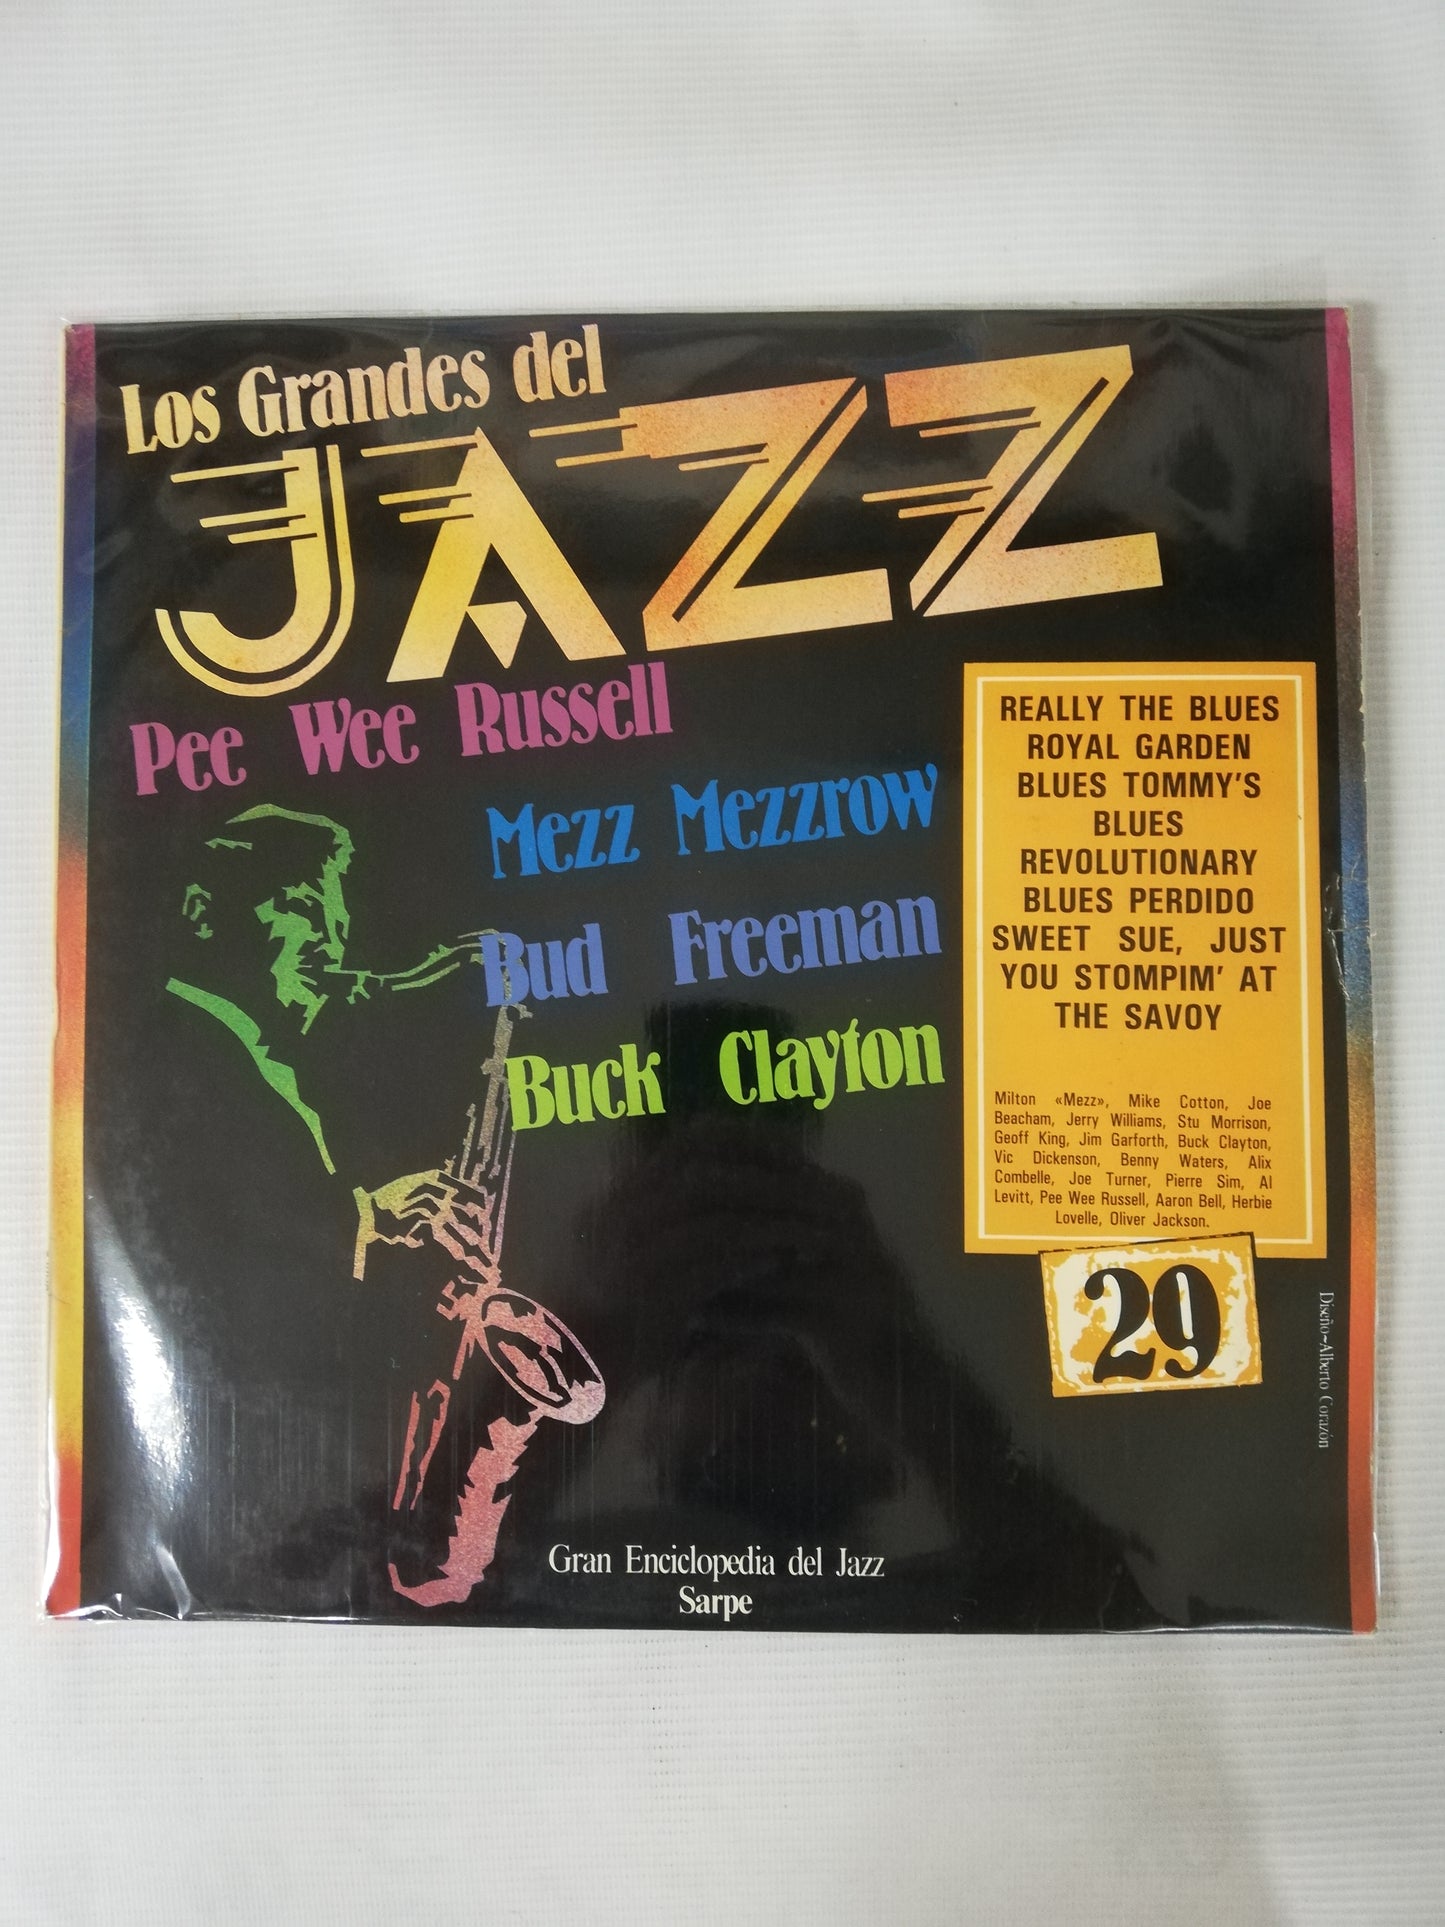 Los Grandes del
JAZZ
Pee Wee Russell
Mezz Mezzrow
Bud Freeman
Buck Clayton
REALLY THE BLUES
ROYAL GARDEN
BLUES TOMMY'S
BLUES
REVOLUTIONARY
BLUES PERDIDO
SWEET SUE, JUST
YOU STOMPIM' AT
THE SAVOY
Milton «Mezz», Mike Cotton, Joe
Beacham, Jerry Williams, Stu Morrison,
Geoff King, Jim Garforth, Buck Clayton,
Vic Dickenson, Benny Waters, Alix
Combelle, Joe Turner, Pierre Sim, Al
Levitt, Pee Wee Russell, Aaron Bell, Herbie
Lovelle, Oliver Jackson.
29
Diseño~Alberto Corazón
Gran Enciclopedia del Jazz
Sarpe